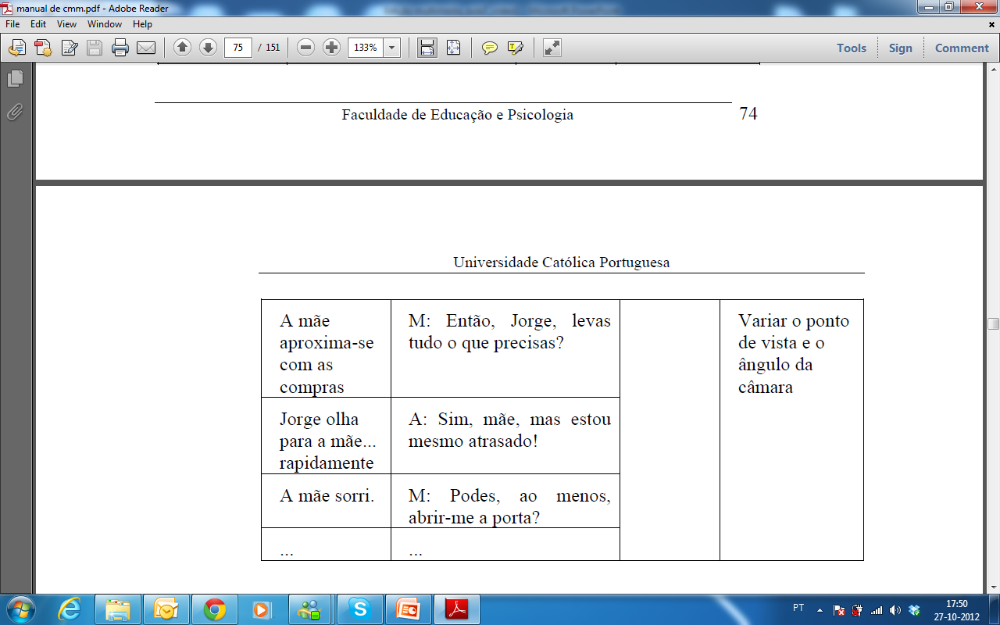 manual de cmm.pdf - Adobe Reader
File Edit View Window Help
75 / 151 133% Tools Sign Comment
Faculdade de Educação e Psicologia 74
Universidade Católica Portuguesa
A mãe
aproxima-se
com as
compras
M: Então, Jorge, levas
tudo o que precisas?
Variar o ponto
de vista e o
ângulo da
câmara
Jorge olha
para a mãe...
rapidamente
A: Sim, mãe, mas estou
mesmo atrasado!
A mãe sorri.
M: Podes, ao menos,
abrir-me a porta?
...
...
PT
17:50
27-10-2012